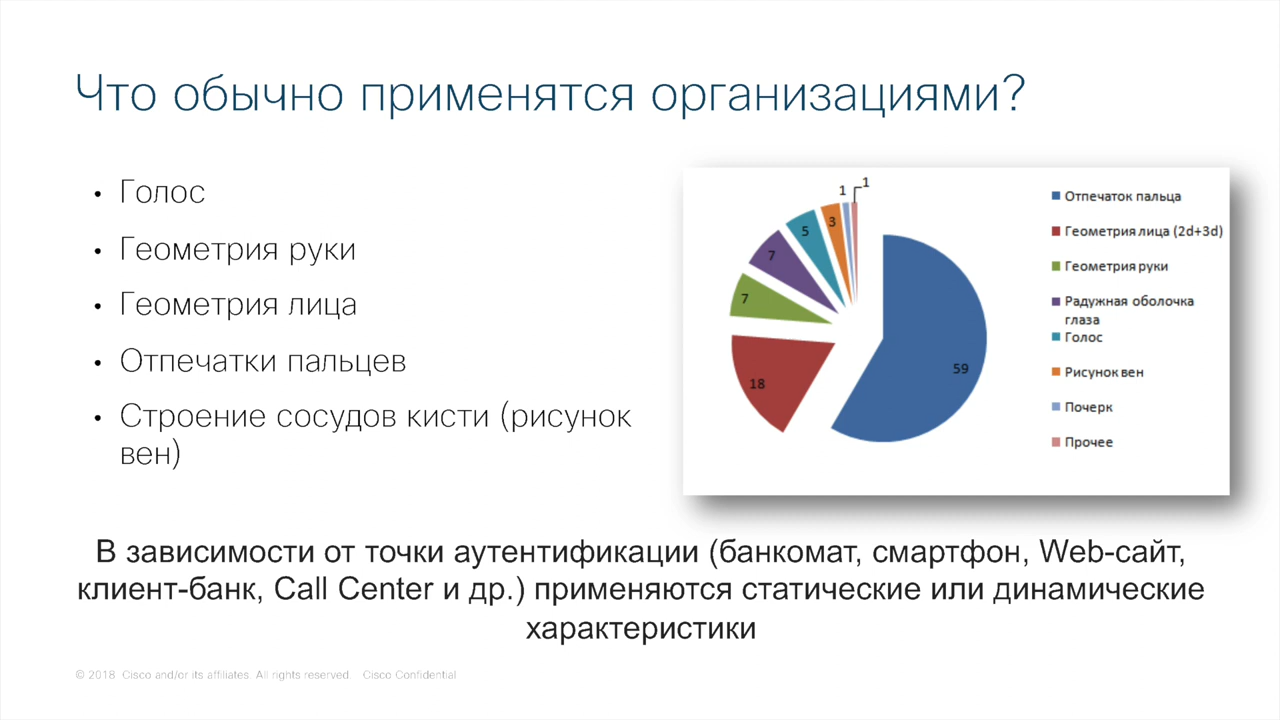 Что обычно применятся организациями?
• Голос
• Геометрия руки
• Геометрия лица
• Отпечатки пальцев
• Строение сосудов кисти (рисунок
вен)
1
1
3
5
7
7
18
59
Отпечаток пальца
Геометрия лица (2d+3d)
Геометрия руки
Радужная оболочка
глаза
Голос
Рисунок вен
Почерк
Прочее
В зависимости от точки аутентификации (банкомат, смартфон, Web-сайт,
клиент-банк, Call Center и др.) применяются статические или динамические
характеристики
© 2018 Cisco and/or its affiliates. All rights reserved. Cisco Confidential